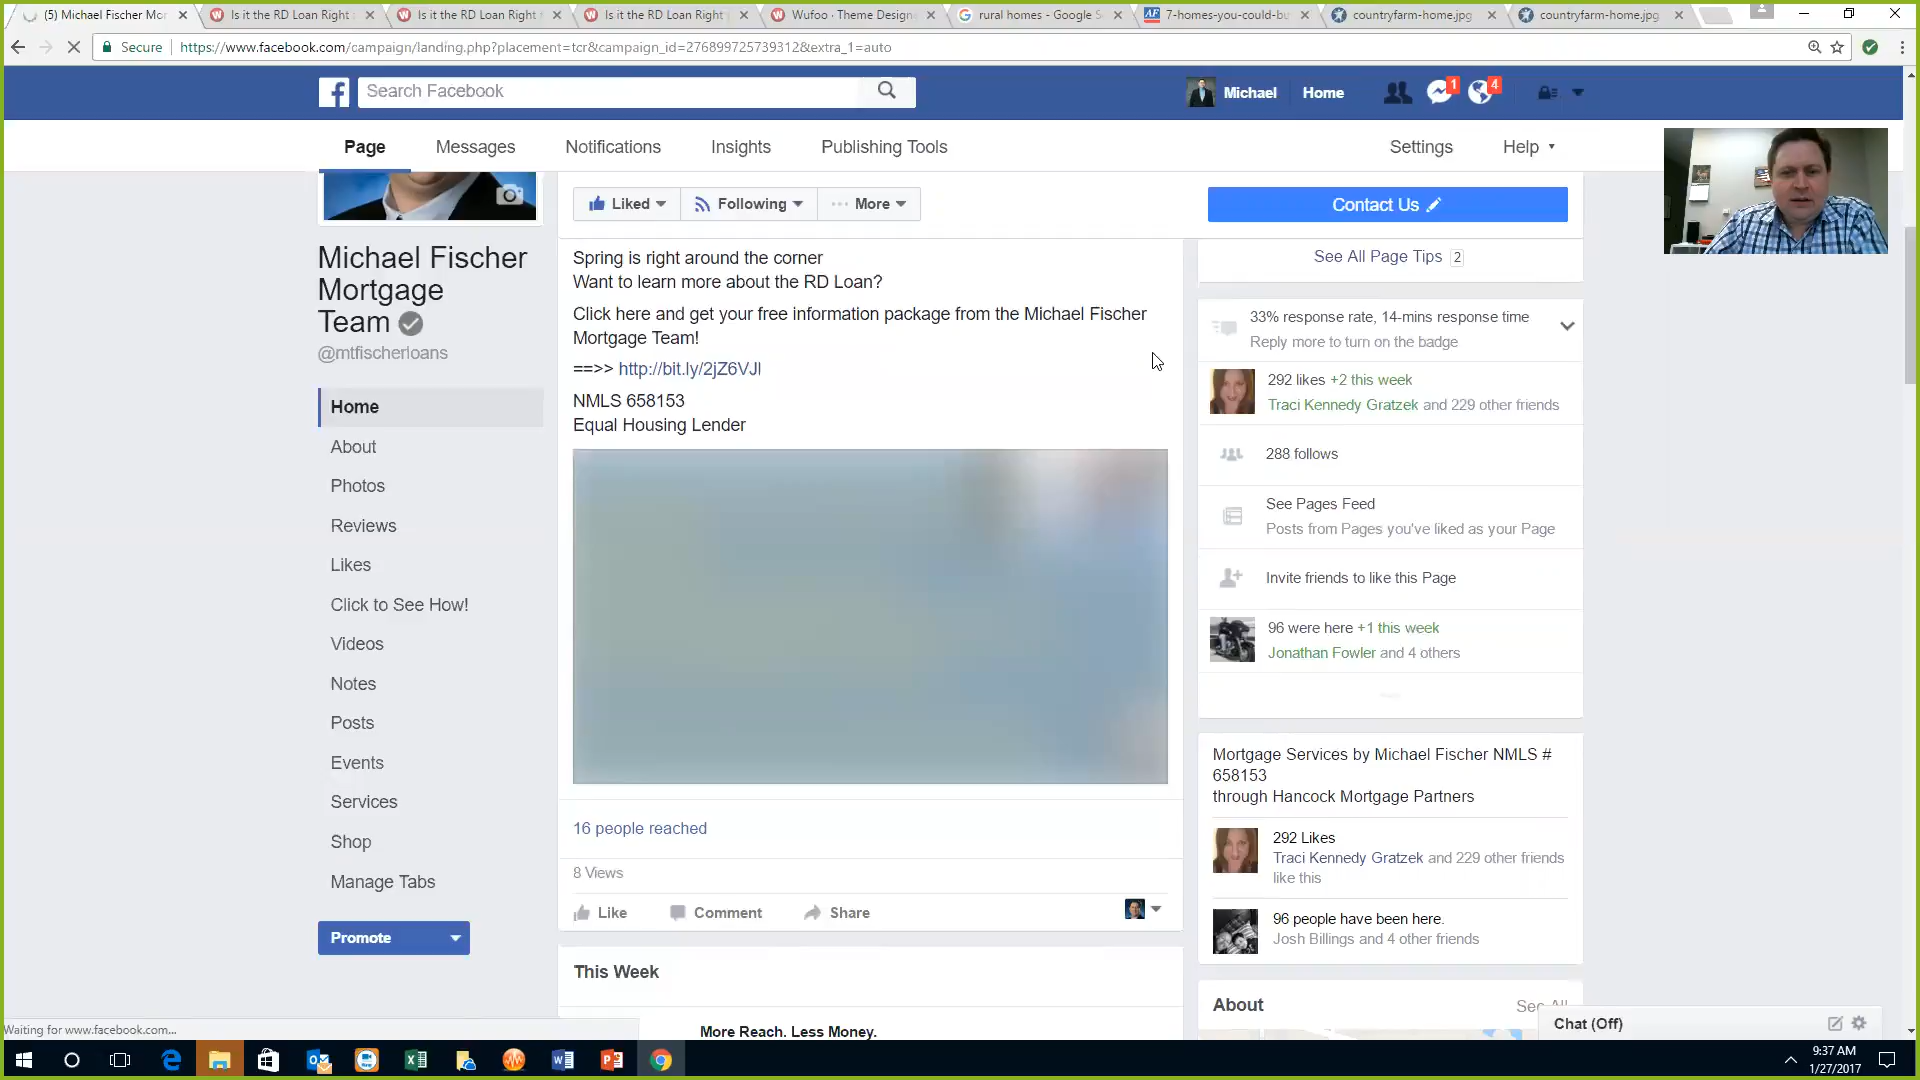 (5) Michael Fischer Mor
Is it the RD Loan Right
Is it the RD Loan Right
Is it the RD Loan Right
Wufoo · Theme Designe
rural homes - Google S
7-homes-you-could-bu
countryfarm-home.jpg
countryfarm-home.jpg
Secure
https://www.facebook.com/campaign/landing.php?placement=tcr&campaign_id=276899725739312&extra_1=auto
Search Facebook
Michael
Home
1
4
Page
Messages
Notifications
Insights
Publishing Tools
Settings
Help
Liked
Following
More
Contact Us
Michael Fischer
Mortgage
Team
@mtfischerloans
Home
About
Photos
Reviews
Likes
Click to See How!
Videos
Notes
Posts
Events
Services
Shop
Manage Tabs
Promote
Spring is right around the corner
Want to learn more about the RD Loan?
Click here and get your free information package from the Michael Fischer
Mortgage Team!
==>> http://bit.ly/2jZ6VJl
NMLS 658153
Equal Housing Lender
16 people reached
8 Views
Like
Comment
Share
This Week
More Reach. Less Money.
See All Page Tips 2
33% response rate, 14-mins response time
Reply more to turn on the badge
292 likes +2 this week
Traci Kennedy Gratzek and 229 other friends
288 follows
See Pages Feed
Posts from Pages you've liked as your Page
Invite friends to like this Page
96 were here +1 this week
Jonathan Fowler and 4 others
Mortgage Services by Michael Fischer NMLS #
658153
through Hancock Mortgage Partners
292 Likes
Traci Kennedy Gratzek and 229 other friends
like this
96 people have been here.
Josh Billings and 4 other friends
About
See All
Chat (Off)
Waiting for www.facebook.com...
9:37 AM
1/27/2017